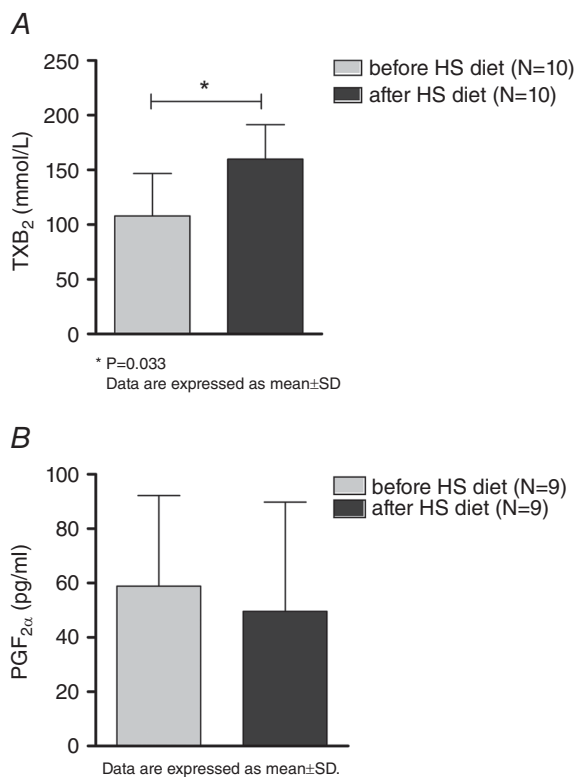 A
250
200
150
100
50
0
TXB₂ (mmol/L)
*
before HS diet (N=10)
after HS diet (N=10)
* P=0.033
Data are expressed as mean±SD
B
100
80
60
40
20
0
PGF₂α (pg/ml)
before HS diet (N=9)
after HS diet (N=9)
Data are expressed as mean±SD.